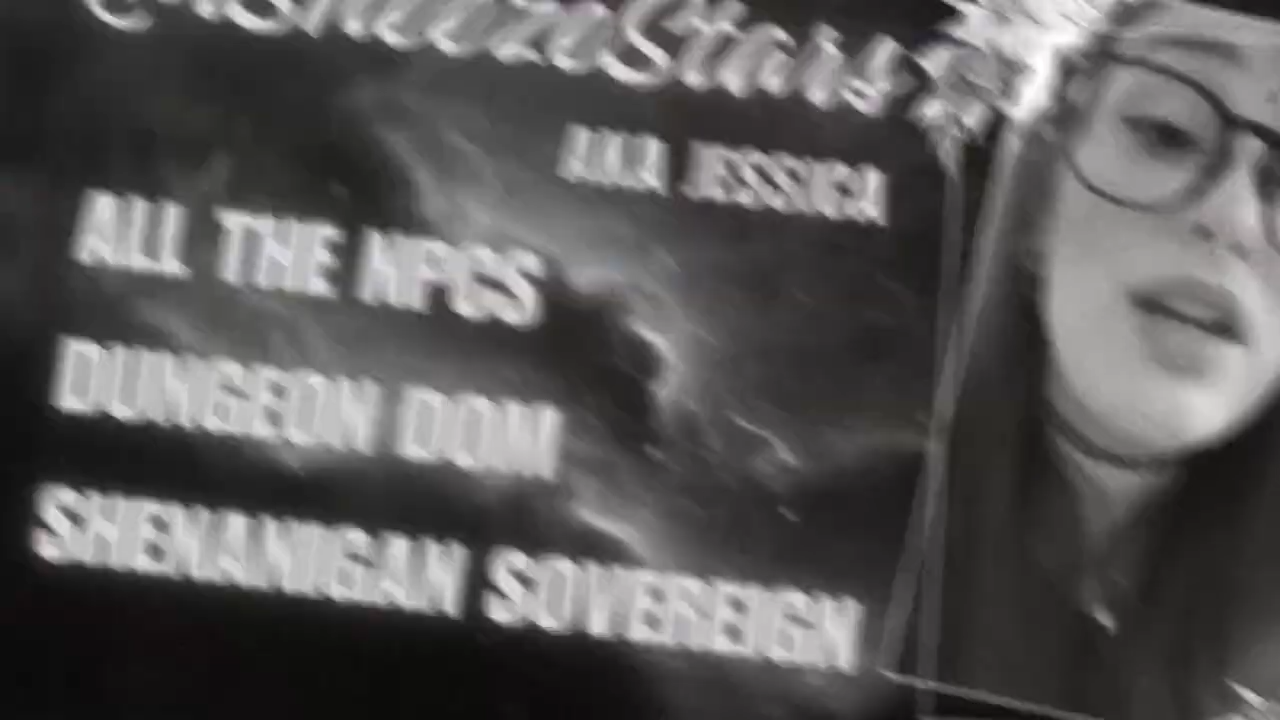 AKA JESSICA
ALL THE NPCS
DUNGEON DOM
SHENANIGAN SOVEREIGN